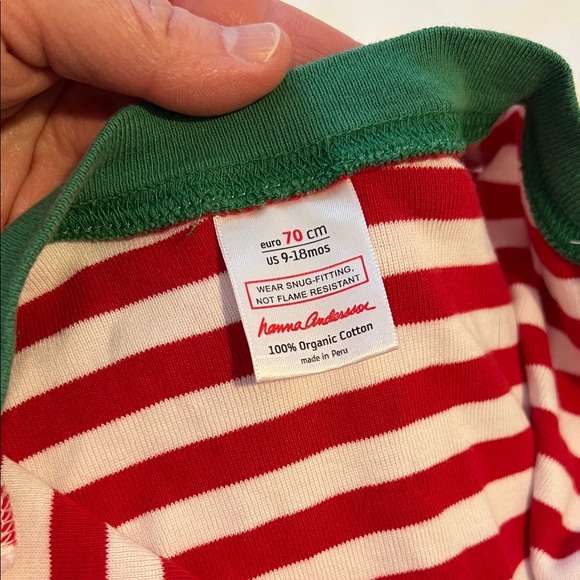 euro 70 cm
US 9-18mos
WEAR SNUG-FITTING,
NOT FLAME RESISTANT
hanna Andersson
100% Organic Cotton
made in Peru